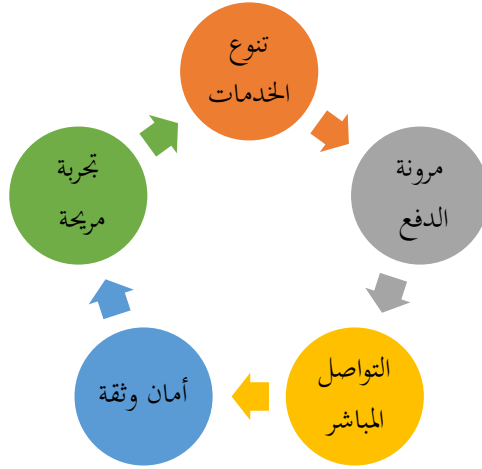 تنوع
الخدمات
مرونة
الدفع
التواصل
المباشر
أمان وثقة
تجربة
مريحة